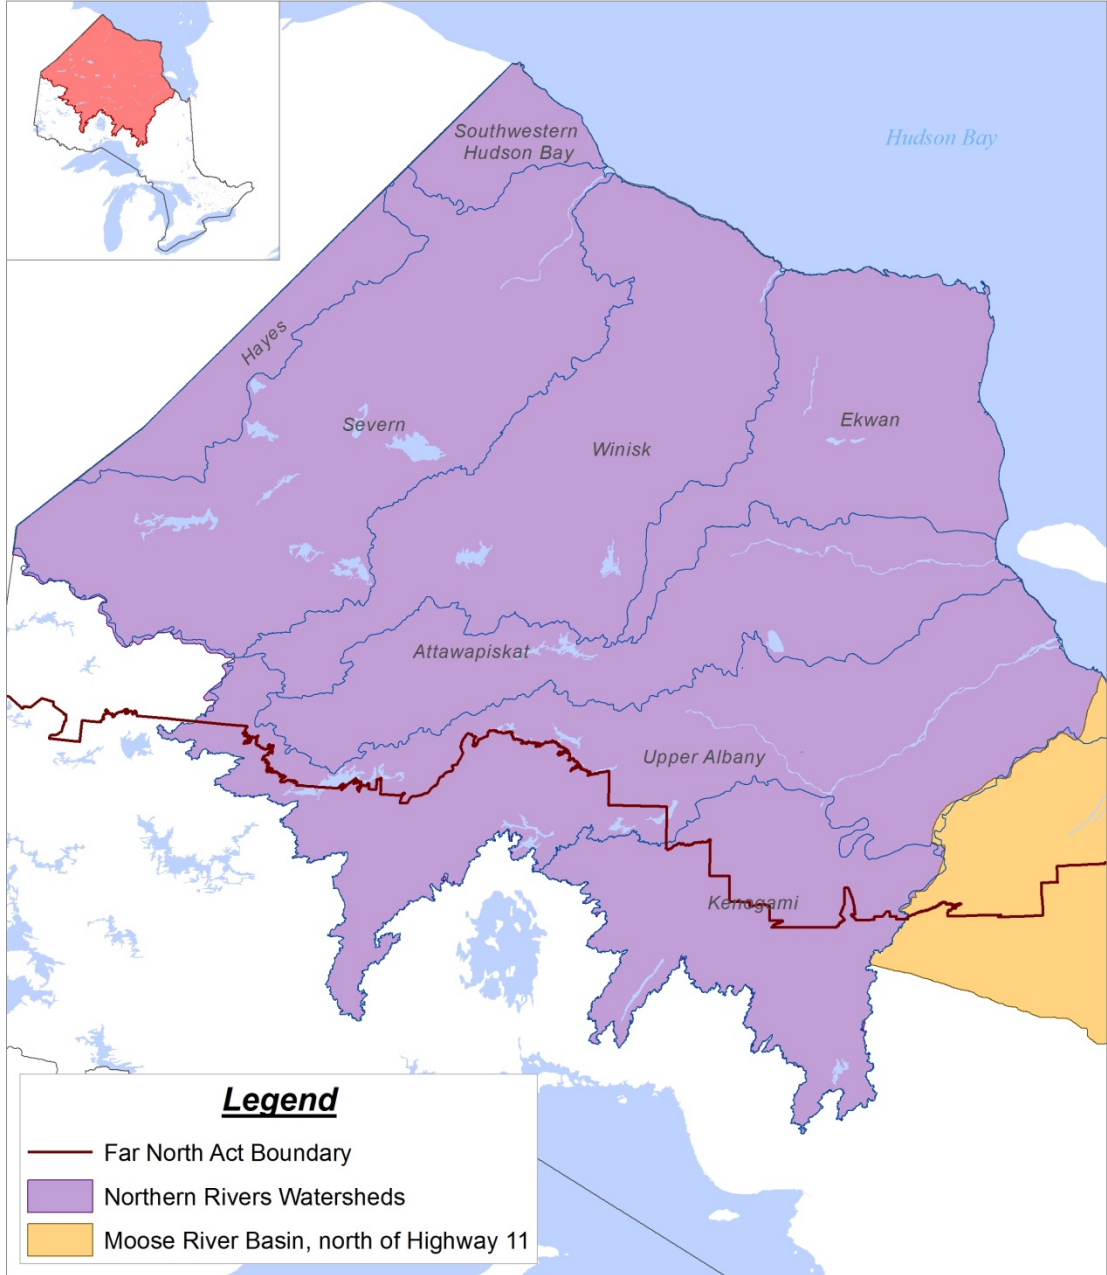 Southwestern
Hudson Bay
Hudson Bay
Hayes
Severn
Winisk
Ekwan
Attawapiskat
Upper Albany
Kenogami
Legend
Far North Act Boundary
Northern Rivers Watersheds
Moose River Basin, north of Highway 11